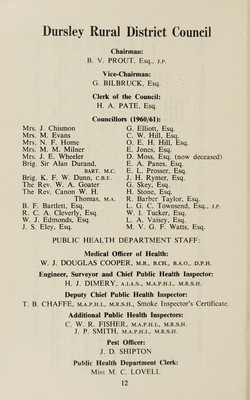 Dursley Rural District Council
Chairman:
B. V. PROUT, Esq., J.P.
Vice-Chairman:
G. BILBRUCK, Esq.
Clerk of the Council:
H. A. PATE, Esq.
Councillors (1960/61):
Mrs. J. Chismon
Mrs. M. Evans
Mrs. N. F. Home
Mrs. M. M. Milner
Mrs. J. E. Wheeler
Brig. Sir Alan Durand,
BART. M.C.
Brig. K. F. W. Dunn, C.B.E.
The Rev. W. A. Goater
The Rev. Canon W. H.
Thomas, M.A.
B. F. Bartlett, Esq.
R. C. A. Cleverly, Esq.
W. J. Edmonds, Esq.
J. S. Eley, Esq.
G. Elliott, Esq.
C. W. Hill, Esq.
O. E. H. Hill, Esq.
E. Jones, Esq.
D. Moss, Esq. (now deceased)
E. A. Panes, Esq.
E. L. Prosser, Esq.
J. H. Rymer, Esq.
G. Skey, Esq.
H. Stone, Esq.
R. Barber Taylor, Esq.
L. G. C. Townsend, Esq., J.P.
W. I. Tucker, Esq.
L. A. Vaisey, Esq.
M. V. G. F. Watts, Esq.
PUBLIC HEALTH DEPARTMENT STAFF:
Medical Officer of Health:
W. J. DOUGLAS COOPER, M.B., B.CH., B.A.O., D.P.H.
Engineer, Surveyor and Chief Public Health Inspector:
H. J. DIMERY, A.I.A.S., M.A.P.H.I., M.R.S.H.
Deputy Chief Public Health Inspector:
T. B. CHAFFE, M.A.P.H.I., M.R.S.H., Smoke Inspector's Certificate.
Additional Public Health Inspectors:
C. W. R. FISHER, M.A.P.H.I., M.R.S.H.
J. P. SMITH, M.A.P.H.I., M.R.S.H.
Pest Officer:
J. D. SHIPTON
Public Health Department Clerk:
Miss M. C. LOVELL
12